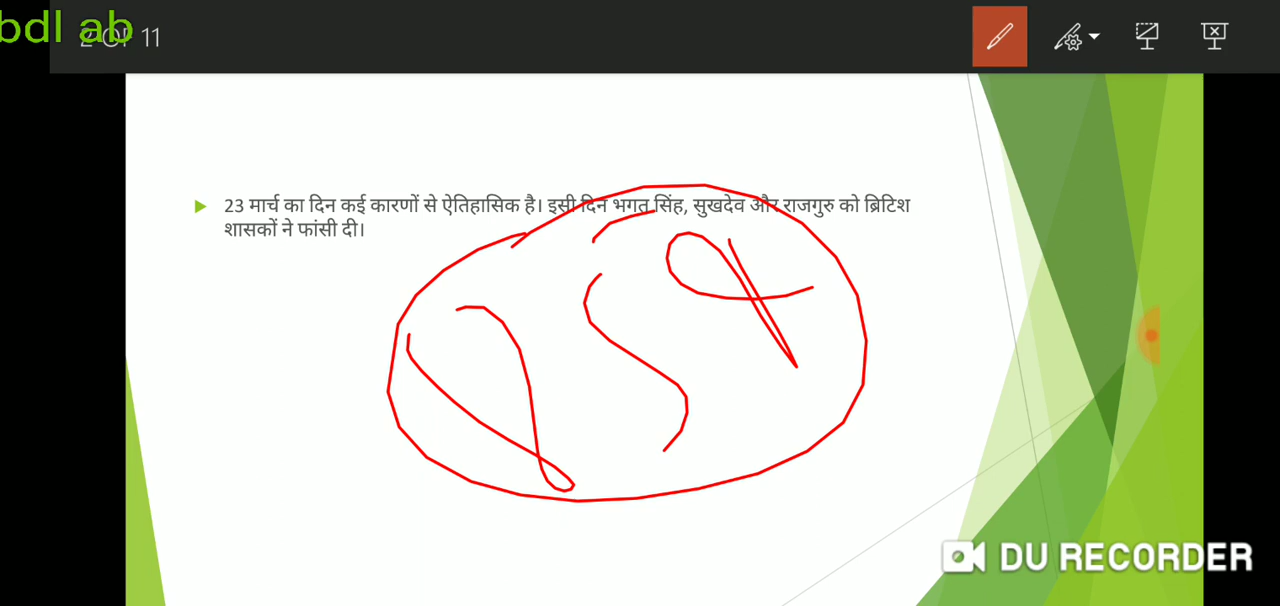 bdl ab
2 OF 11
23 मार्च का दिन कई कारणों से ऐतिहासिक है। इसी दिन भगत सिंह, सुखदेव और राजगुरु को ब्रिटिश
शासकों ने फांसी दी।
DU RECORDER